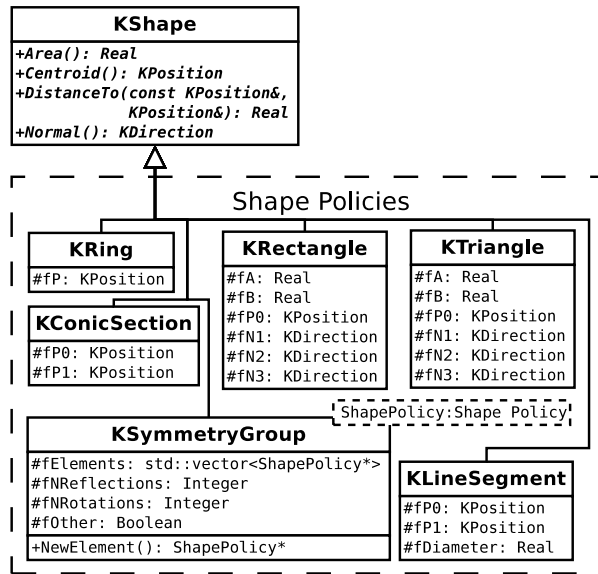 KShape
+Area(): Real
+Centroid(): KPosition
+DistanceTo(const KPosition&,
KPosition&): Real
+Normal(): KDirection
Shape Policies
KRing
#fP: KPosition
KConicSection
#fP0: KPosition
#fP1: KPosition
KRectangle
#fA: Real
#fB: Real
#fP0: KPosition
#fN1: KDirection
#fN2: KDirection
#fN3: KDirection
KTriangle
#fA: Real
#fB: Real
#fP0: KPosition
#fN1: KDirection
#fN2: KDirection
#fN3: KDirection
ShapePolicy:Shape Policy
KSymmetryGroup
#fElements: std::vector<ShapePolicy*>
#fNReflections: Integer
#fNRotations: Integer
#fOther: Boolean
+NewElement(): ShapePolicy*
KLineSegment
#fP0: KPosition
#fP1: KPosition
#fDiameter: Real